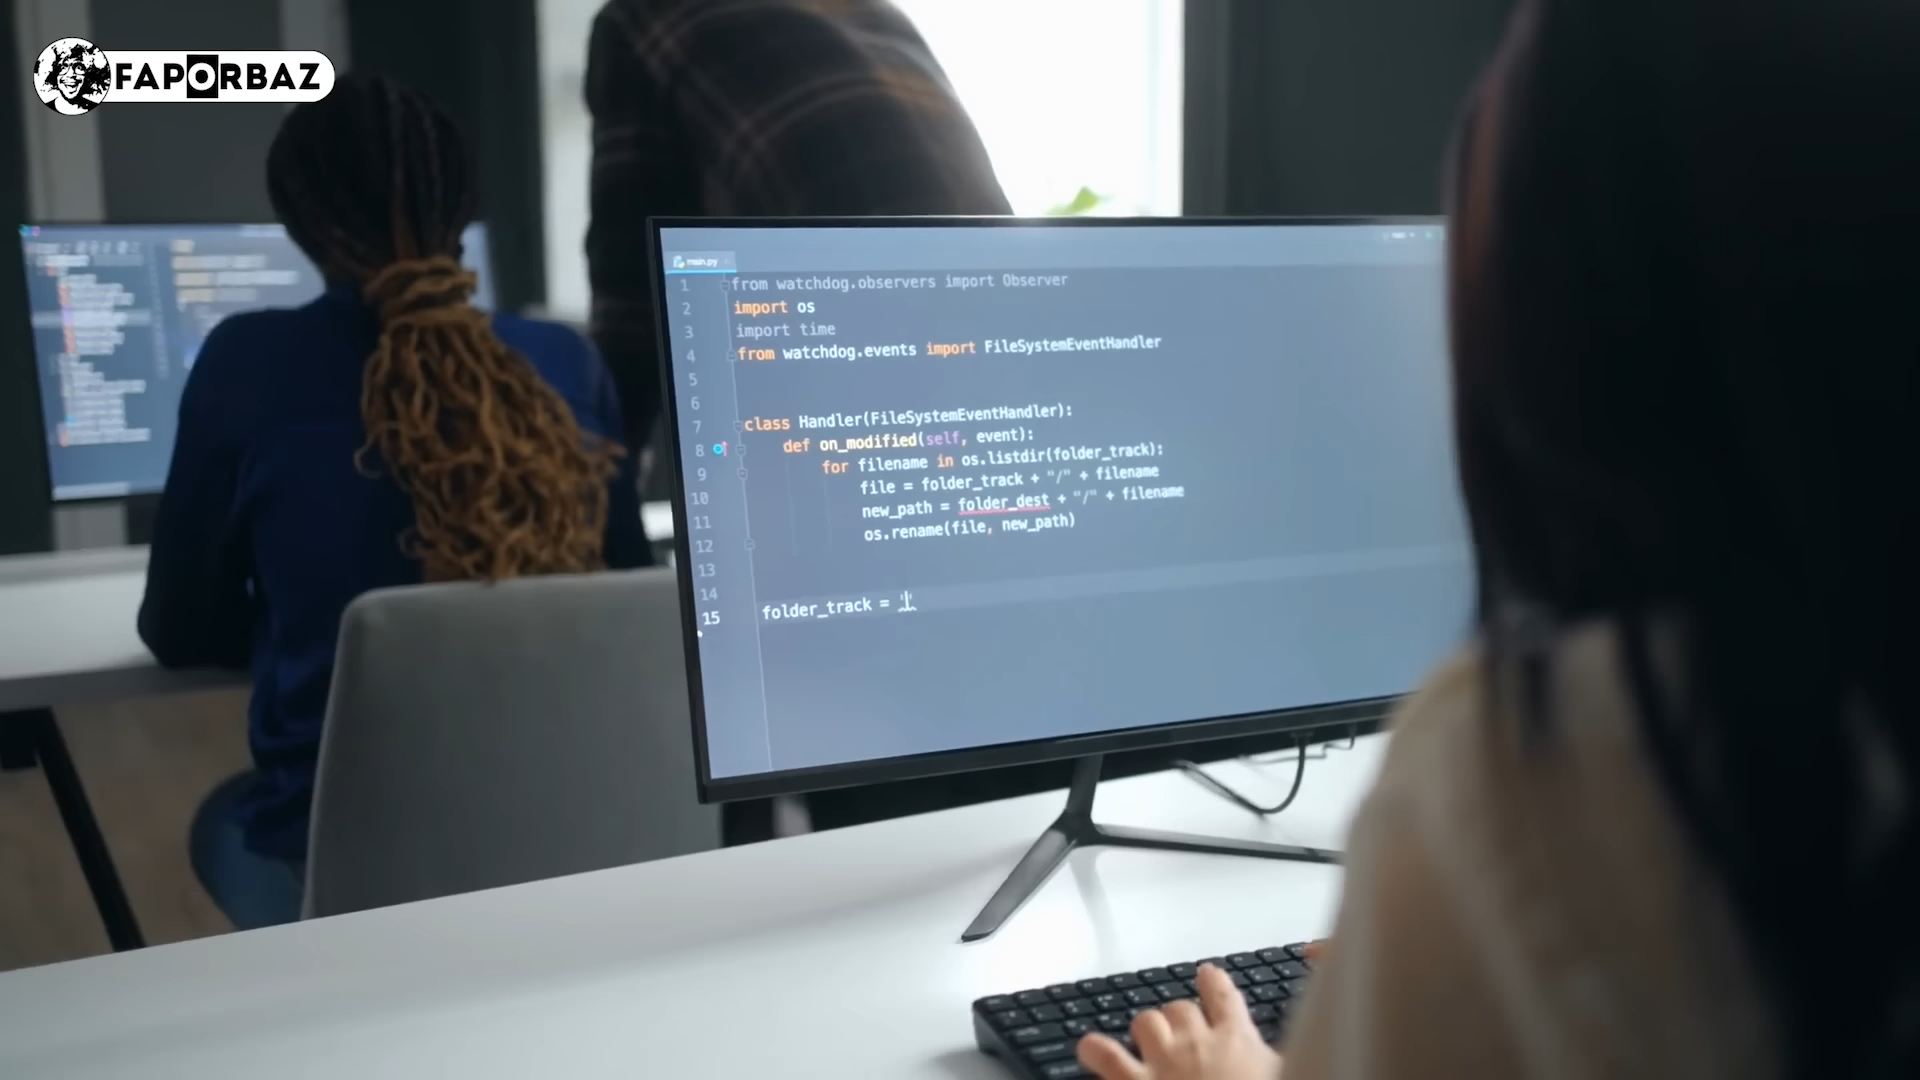 FAPORBAZ
main.py
1 from watchdog.observers import Observer
2 import os
3 import time
4 from watchdog.events import FileSystemEventHandler
5
6
7 class Handler(FileSystemEventHandler):
8 def on_modified(self, event):
9 for filename in os.listdir(folder_track):
10 file = folder_track + "/" + filename
11 new_path = folder_dest + "/" + filename
12 os.rename(file, new_path)
13
14
15 folder_track = ''